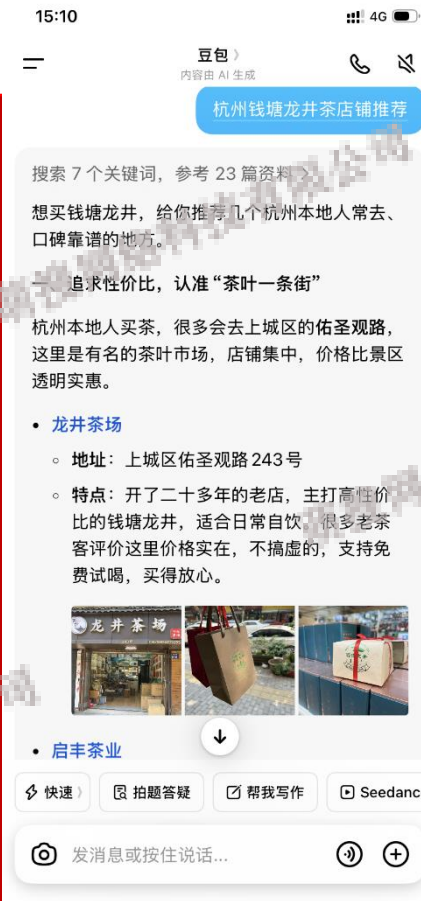 15:10
4G
豆包 〉
内容由 AI 生成
杭州钱塘龙井茶店铺推荐
搜索 7 个关键词，参考 23 篇资料 〉
想买钱塘龙井，给你推荐几个杭州本地人常去、
口碑靠谱的地方。
一、追求性价比，认准“茶叶一条街”
杭州本地人买茶，很多会去上城区的佑圣观路，
这里是有名的茶叶市场，店铺集中，价格比景区
透明实惠。
• 龙井茶场
◦ 地址：上城区佑圣观路243号
◦ 特点：开了二十多年的老店，主打高性价
比的钱塘龙井，适合日常自饮。很多老茶
客评价这里价格实在，不搞虚的，支持免
费试喝，买得放心。
龙井茶场
• 启丰茶业
快速 〉
拍题答疑
帮我写作
Seedanc
发消息或按住说话...